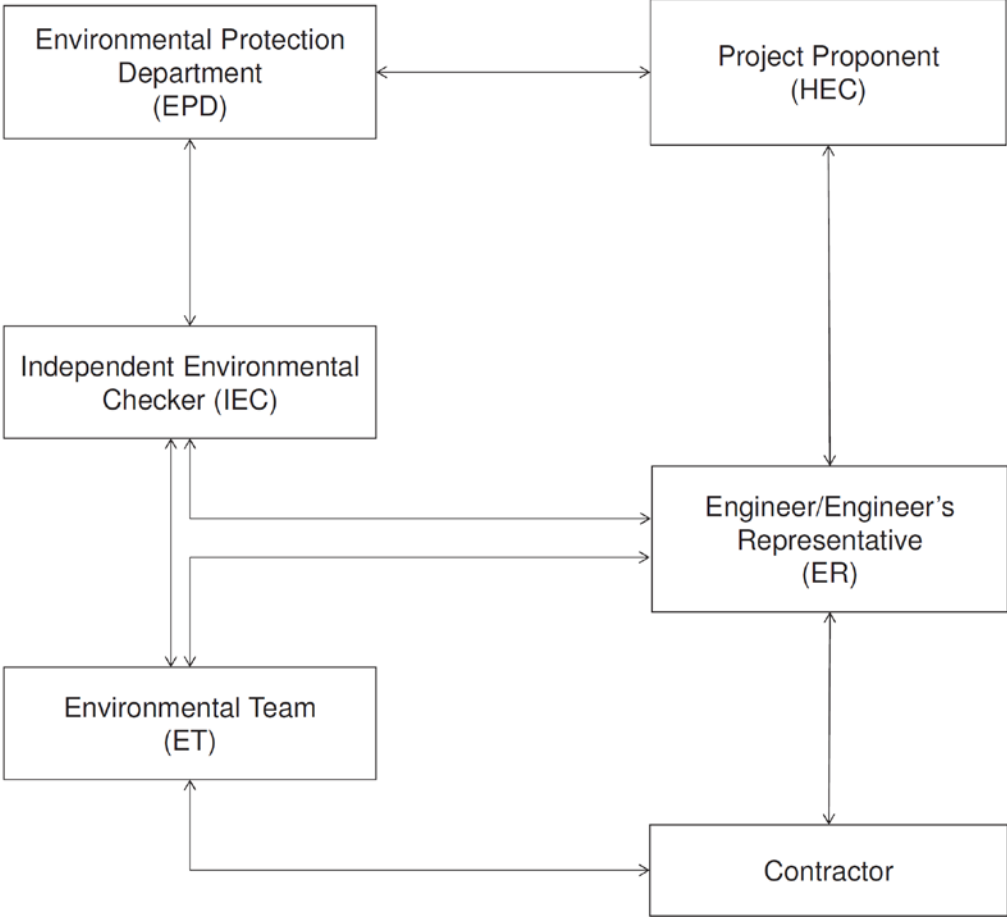 Environmental Protection
Department
(EPD)
Project Proponent
(HEC)
Independent Environmental
Checker (IEC)
Engineer/Engineer’s
Representative
(ER)
Environmental Team
(ET)
Contractor